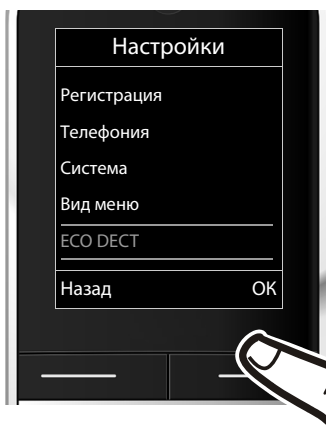 Настройки
Регистрация
Телефония
Система
Вид меню
ECO DECT
Назад OK